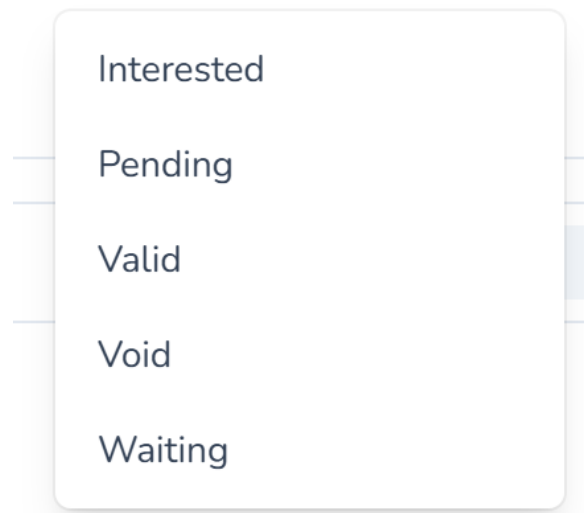 Interested
Pending
Valid
Void
Waiting